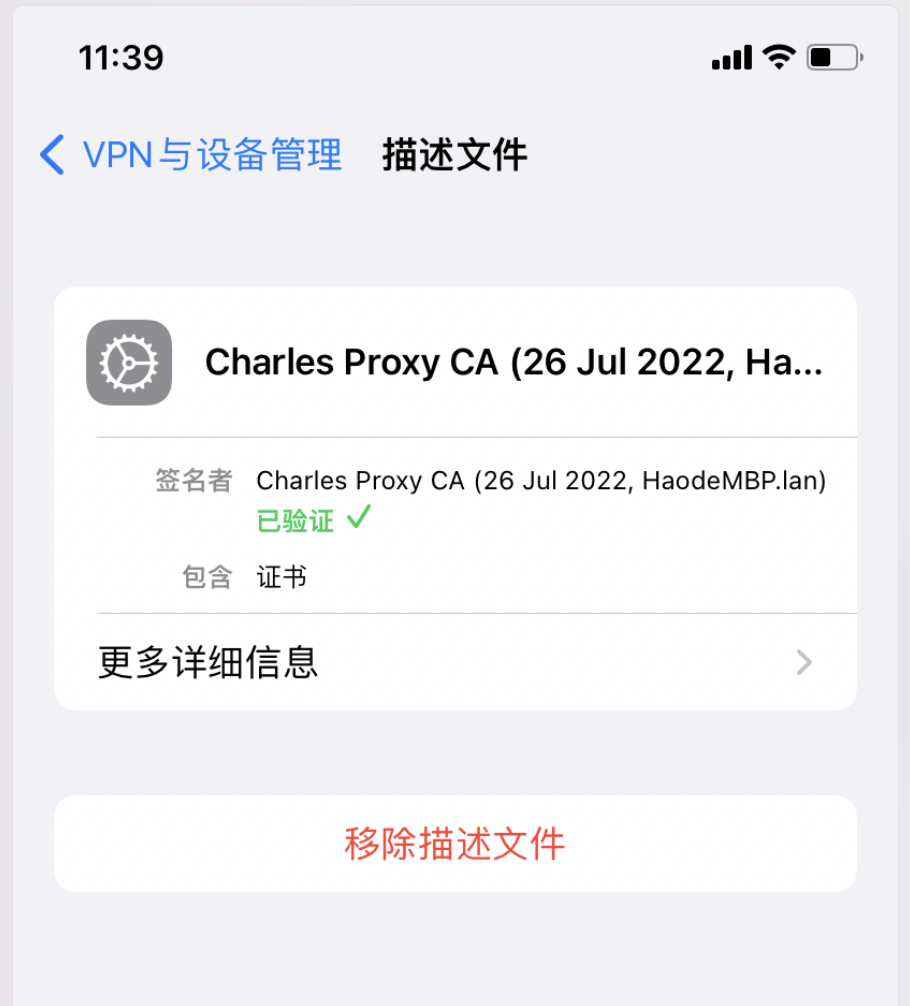 11:39
VPN与设备管理 描述文件
Charles Proxy CA (26 Jul 2022, Ha...
签名者 Charles Proxy CA (26 Jul 2022, HaodeMBP.lan)
已验证 ✓
包含 证书
更多详细信息
移除描述文件